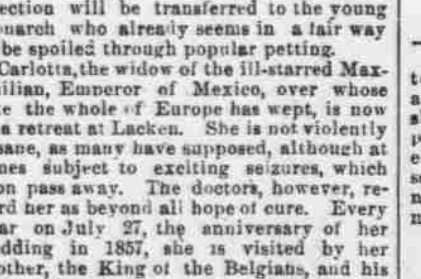 ection will be transferred to the young
narch who already seems in a fair way
be spoiled through popular petting.
Carlotta, the widow of the ill-starred Max-
ilian, Emperor of Mexico, over whose
te the whole of Europe has wept, is now
a retreat at Lacken. She is not violently
sane, as many have supposed, although at
mes subject to exciting seizures, which
on pass away. The doctors, however, re-
rd her as beyond all hope of cure. Every
ar on July 27, the anniversary of her
dding in 1857, she is visited by her
other, the King of the Belgians, and his